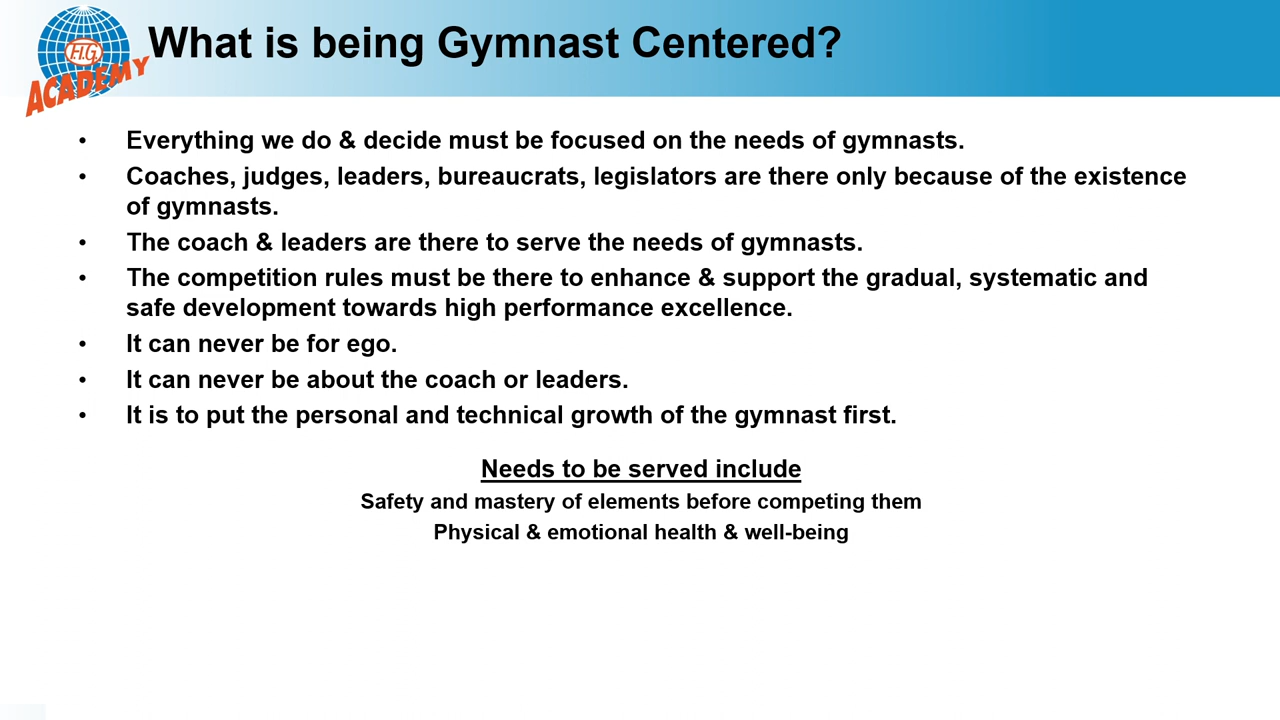 F.I.G.
ACADEMY
What is being Gymnast Centered?
• Everything we do & decide must be focused on the needs of gymnasts.
• Coaches, judges, leaders, bureaucrats, legislators are there only because of the existence
of gymnasts.
• The coach & leaders are there to serve the needs of gymnasts.
• The competition rules must be there to enhance & support the gradual, systematic and
safe development towards high performance excellence.
• It can never be for ego.
• It can never be about the coach or leaders.
• It is to put the personal and technical growth of the gymnast first.
Needs to be served include
Safety and mastery of elements before competing them
Physical & emotional health & well-being